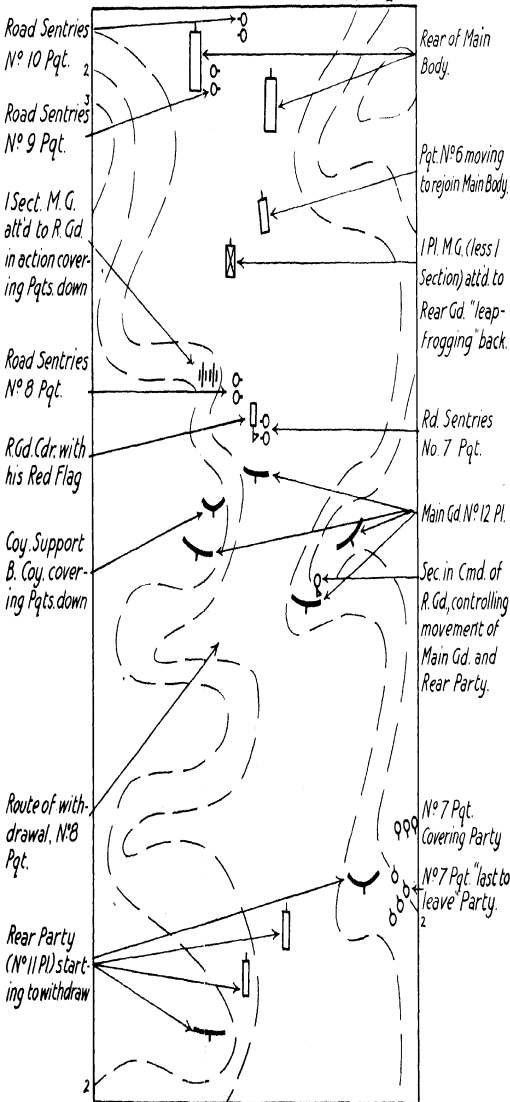 Road Sentries
Nº 10 Pqt.
2
3
Road Sentries
Nº 9 Pqt.
1 Sect. M.G.
att'd to R.Gd.
in action cover-
ing Pqts. down
Road Sentries
Nº 8 Pqt.
R.Gd.Cdr. with
his Red Flag
Coy. Support
B. Coy. cover-
ing Pqts. down
Route of with-
drawal, Nº8
Pqt.
Rear Party
(Nº 11 Pl) start-
ing to withdraw
2
Rear of Main
Body.
Pqt. Nº 6 moving
to rejoin Main Body.
1 Pl. M.G. (less 1
Section) att'd. to
Rear Gd. "leap-
frogging" back.
Rd. Sentries
No. 7 Pqt.
Main Gd. Nº 12 Pl.
Sec. in Cmd. of
R. Gd., controlling
movement of
Main Gd. and
Rear Party.
Nº 7 Pqt.
Covering Party
Nº 7 Pqt. "last to
leave" Party.
2